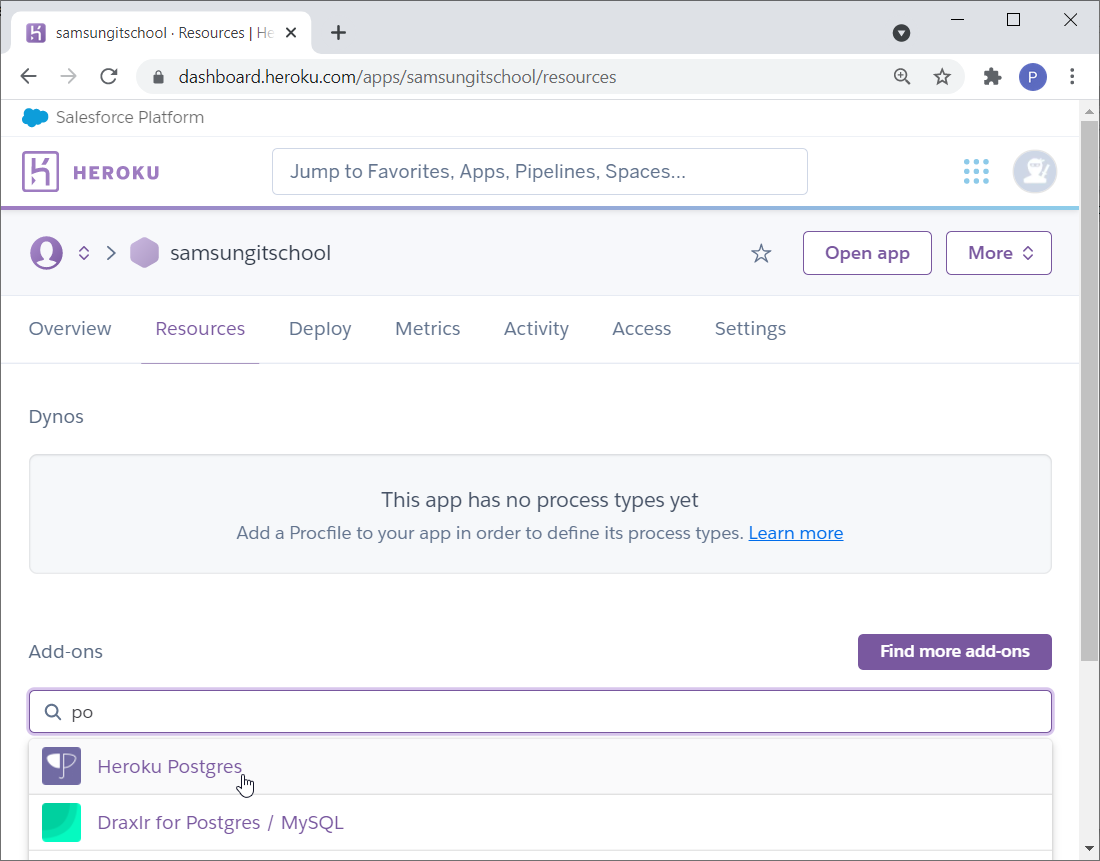 samsungitschool · Resources | He
dashboard.heroku.com/apps/samsungitschool/resources
P
Salesforce Platform
HEROKU
Jump to Favorites, Apps, Pipelines, Spaces...
samsungitschool
Open app
More
Overview Resources Deploy Metrics Activity Access Settings
Dynos
This app has no process types yet
Add a Procfile to your app in order to define its process types. Learn more
Add-ons
Find more add-ons
po
Heroku Postgres
Draxlr for Postgres / MySQL